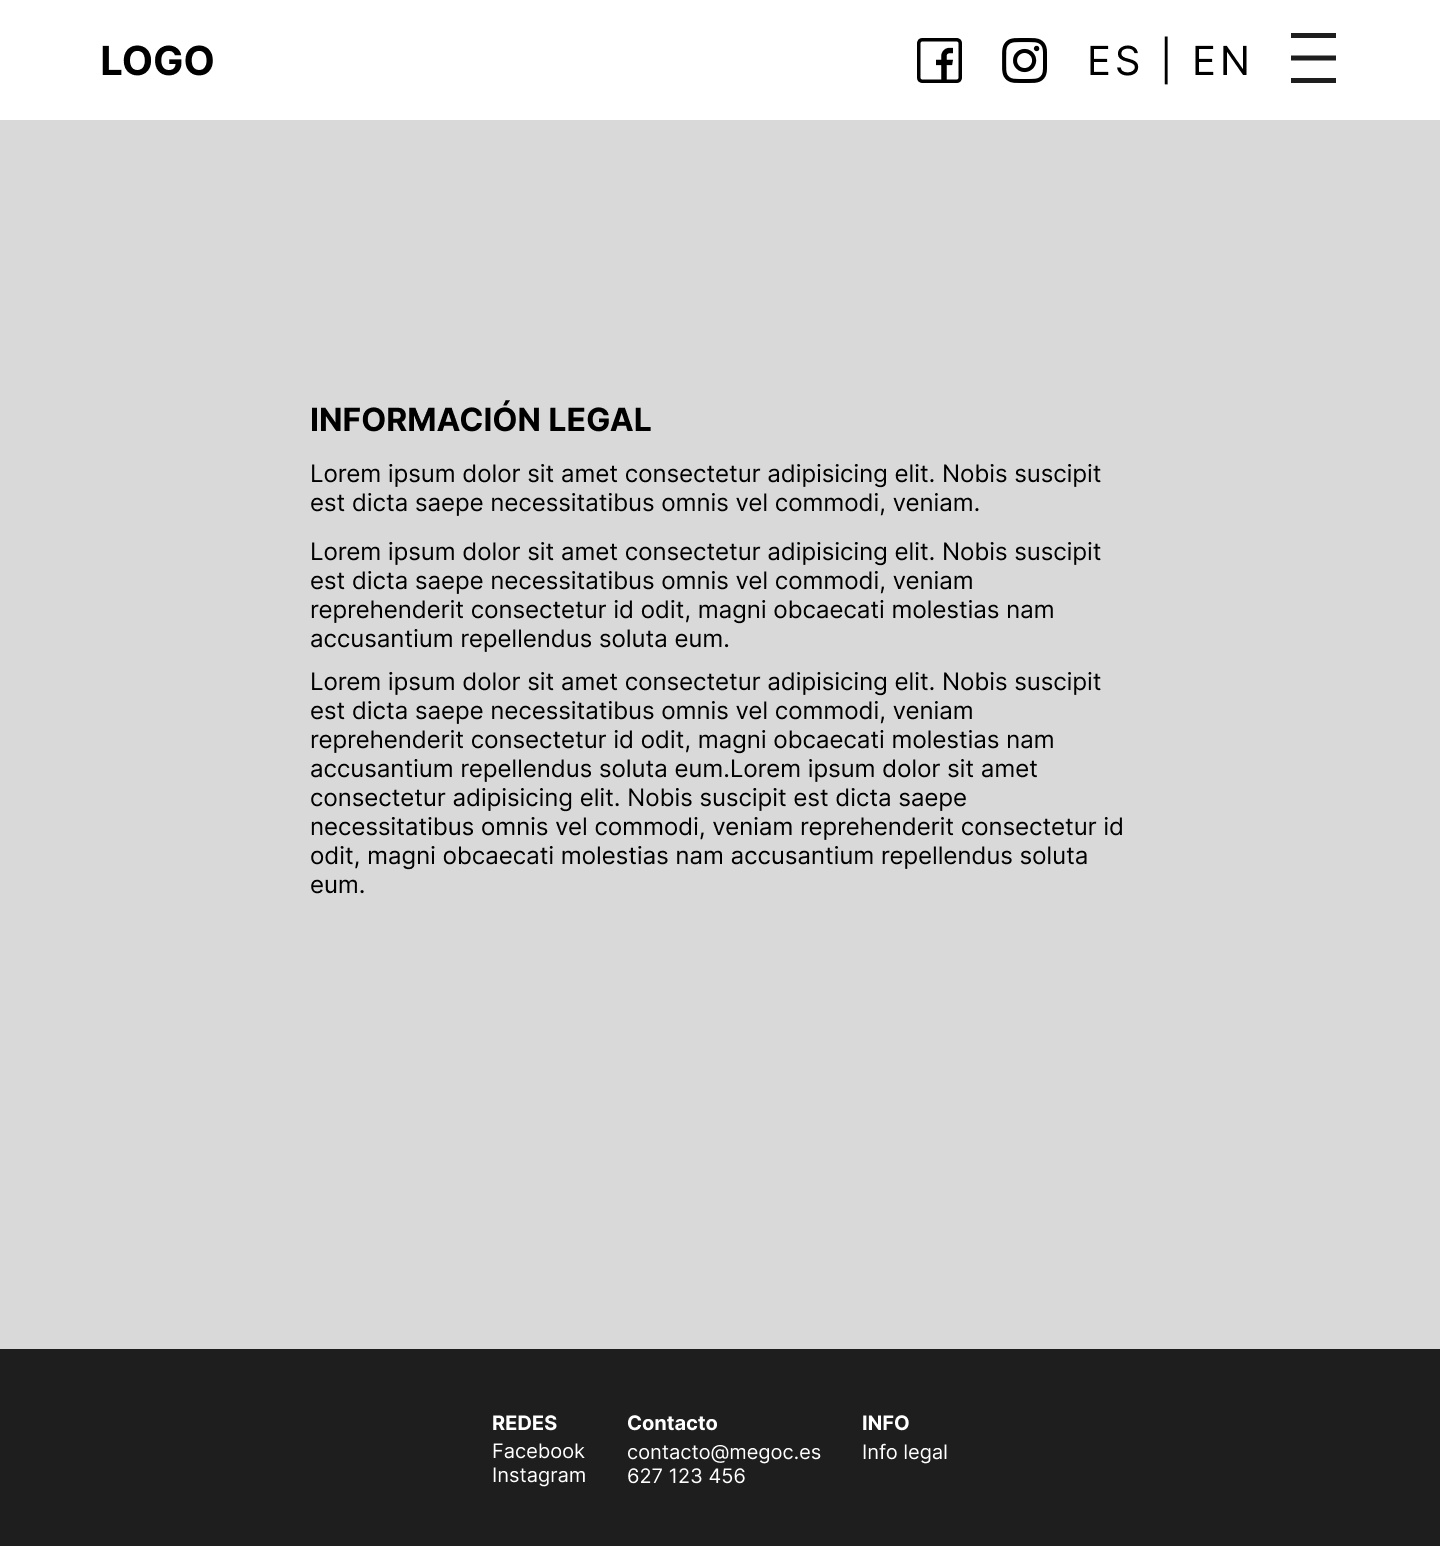 LOGO
ES | EN
INFORMACIÓN LEGAL
Lorem ipsum dolor sit amet consectetur adipisicing elit. Nobis suscipit
est dicta saepe necessitatibus omnis vel commodi, veniam.
Lorem ipsum dolor sit amet consectetur adipisicing elit. Nobis suscipit
est dicta saepe necessitatibus omnis vel commodi, veniam
reprehenderit consectetur id odit, magni obcaecati molestias nam
accusantium repellendus soluta eum.
Lorem ipsum dolor sit amet consectetur adipisicing elit. Nobis suscipit
est dicta saepe necessitatibus omnis vel commodi, veniam
reprehenderit consectetur id odit, magni obcaecati molestias nam
accusantium repellendus soluta eum.Lorem ipsum dolor sit amet
consectetur adipisicing elit. Nobis suscipit est dicta saepe
necessitatibus omnis vel commodi, veniam reprehenderit consectetur id
odit, magni obcaecati molestias nam accusantium repellendus soluta
eum.
REDES
Facebook
Instagram
Contacto
contacto@megoc.es
627 123 456
INFO
Info legal